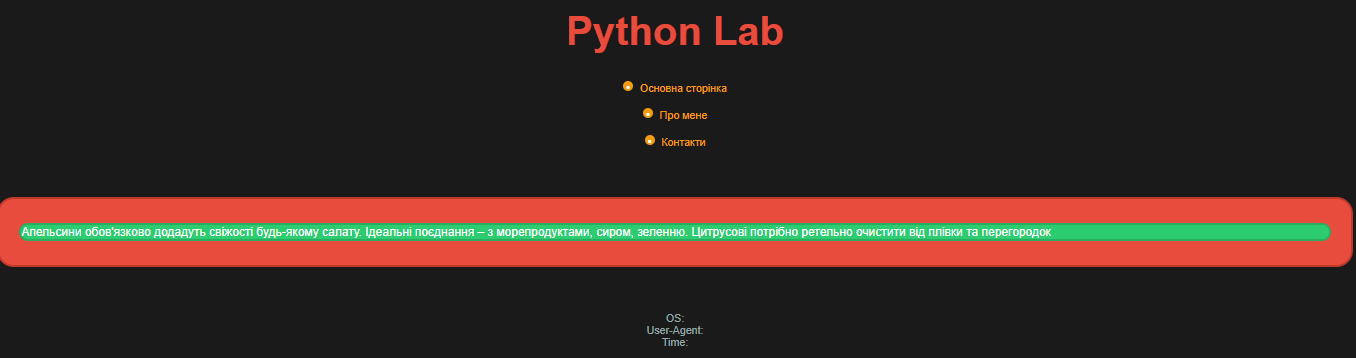 Python Lab
Основна сторінка
Про мене
Контакти
Апельсини обов'язково додадуть свіжості будь-якому салату. Ідеальні поєднання – з морепродуктами, сиром, зеленню. Цитрусові потрібно ретельно очистити від плівки та перегородок
OS:
User-Agent:
Time: